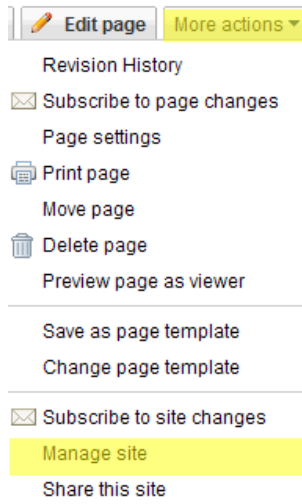 Edit page More actions
Revision History
Subscribe to page changes
Page settings
Print page
Move page
Delete page
Preview page as viewer
Save as page template
Change page template
Subscribe to site changes
Manage site
Share this site